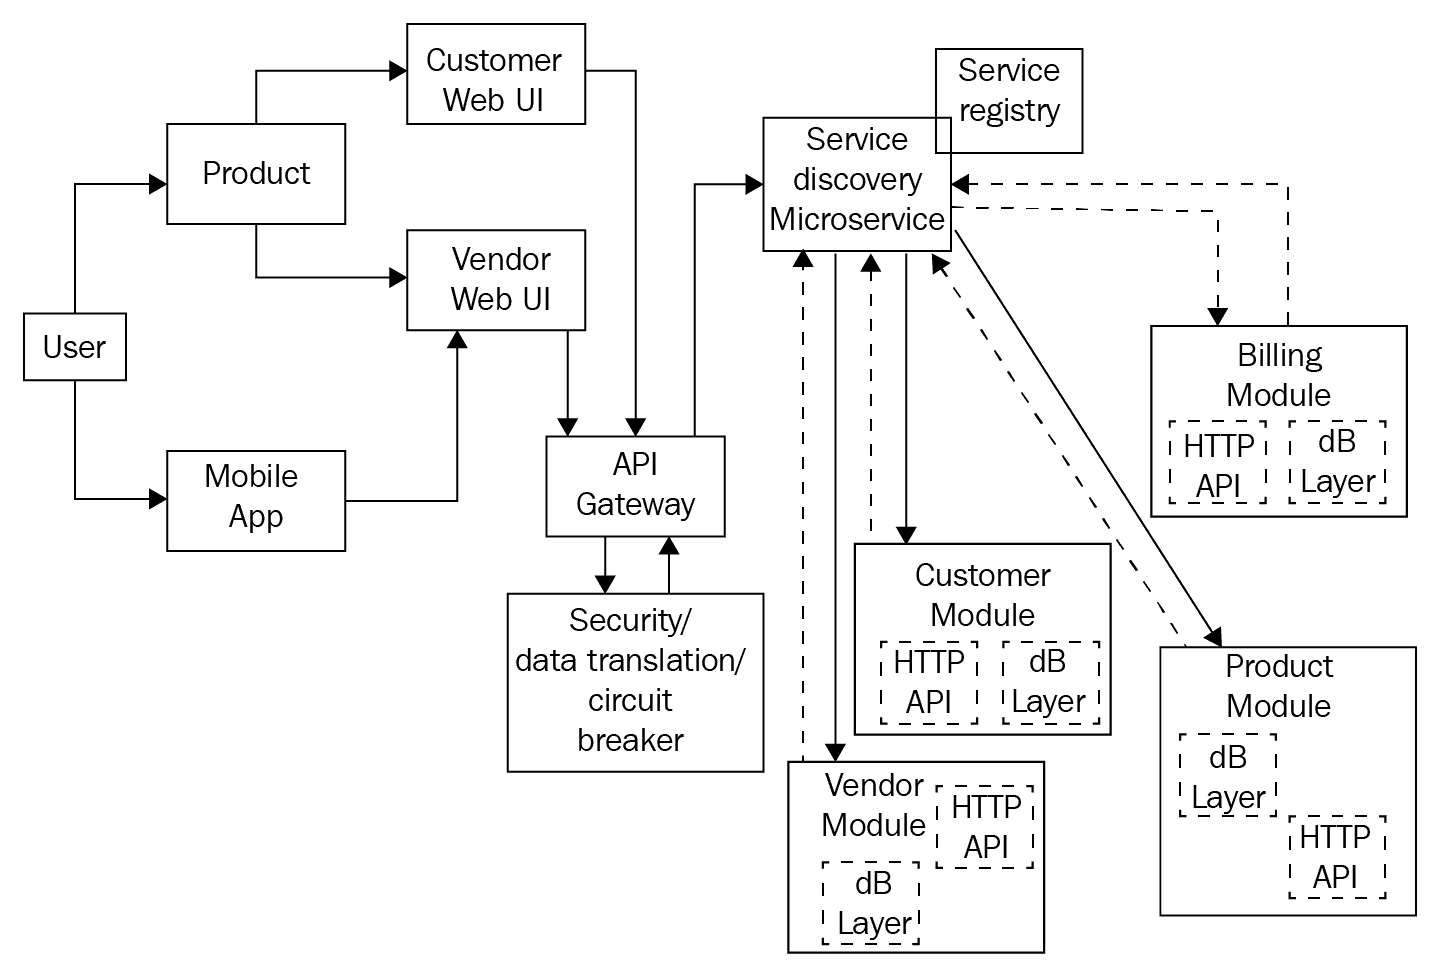 Customer
Web UI
Service
registry
Service
discovery
Microservice
Product
Vendor
Web UI
User
Billing
Module
HTTP
API
dB
Layer
Mobile
App
API
Gateway
Customer
Module
HTTP
API
dB
Layer
Security/
data translation/
circuit
breaker
Product
Module
dB
Layer
HTTP
API
Vendor
Module
HTTP
API
dB
Layer